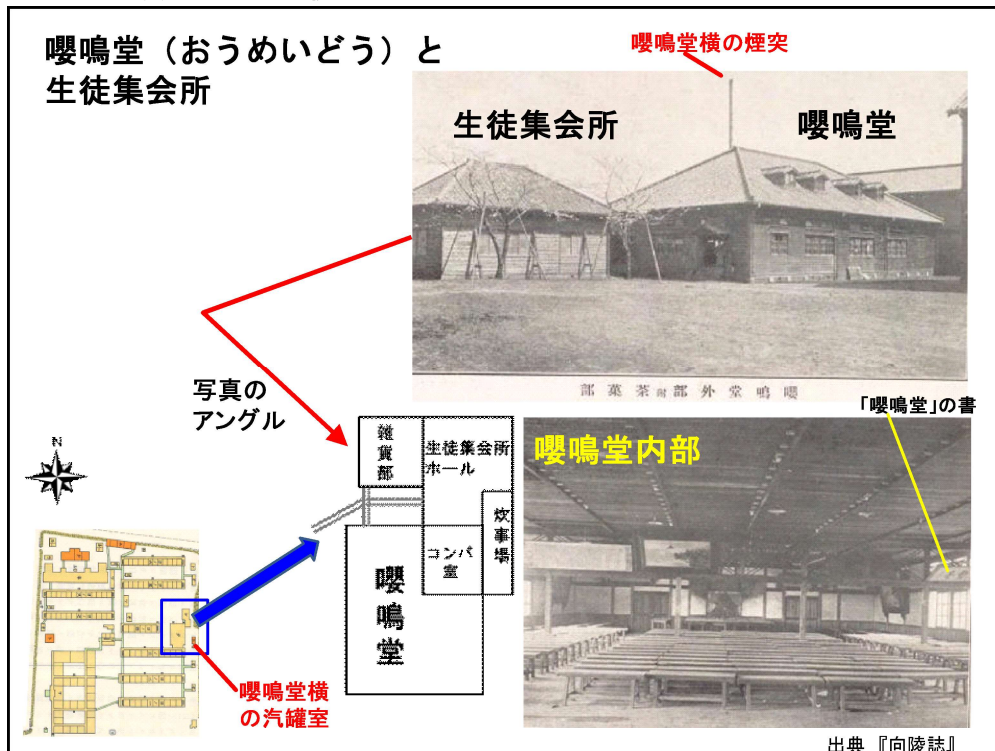 嚶鳴堂（おうめいどう）と
生徒集会所
嚶鳴堂横の煙突
生徒集会所
嚶鳴堂
部菓茶附部外堂鳴嚶
写真の
アングル
「嚶鳴堂」の書
嚶鳴堂内部
雑貨部
生徒集会所
ホール
炊事場
コンパ
室
嚶鳴堂
N
嚶鳴堂横
の汽罐室
出典 『向陵誌』